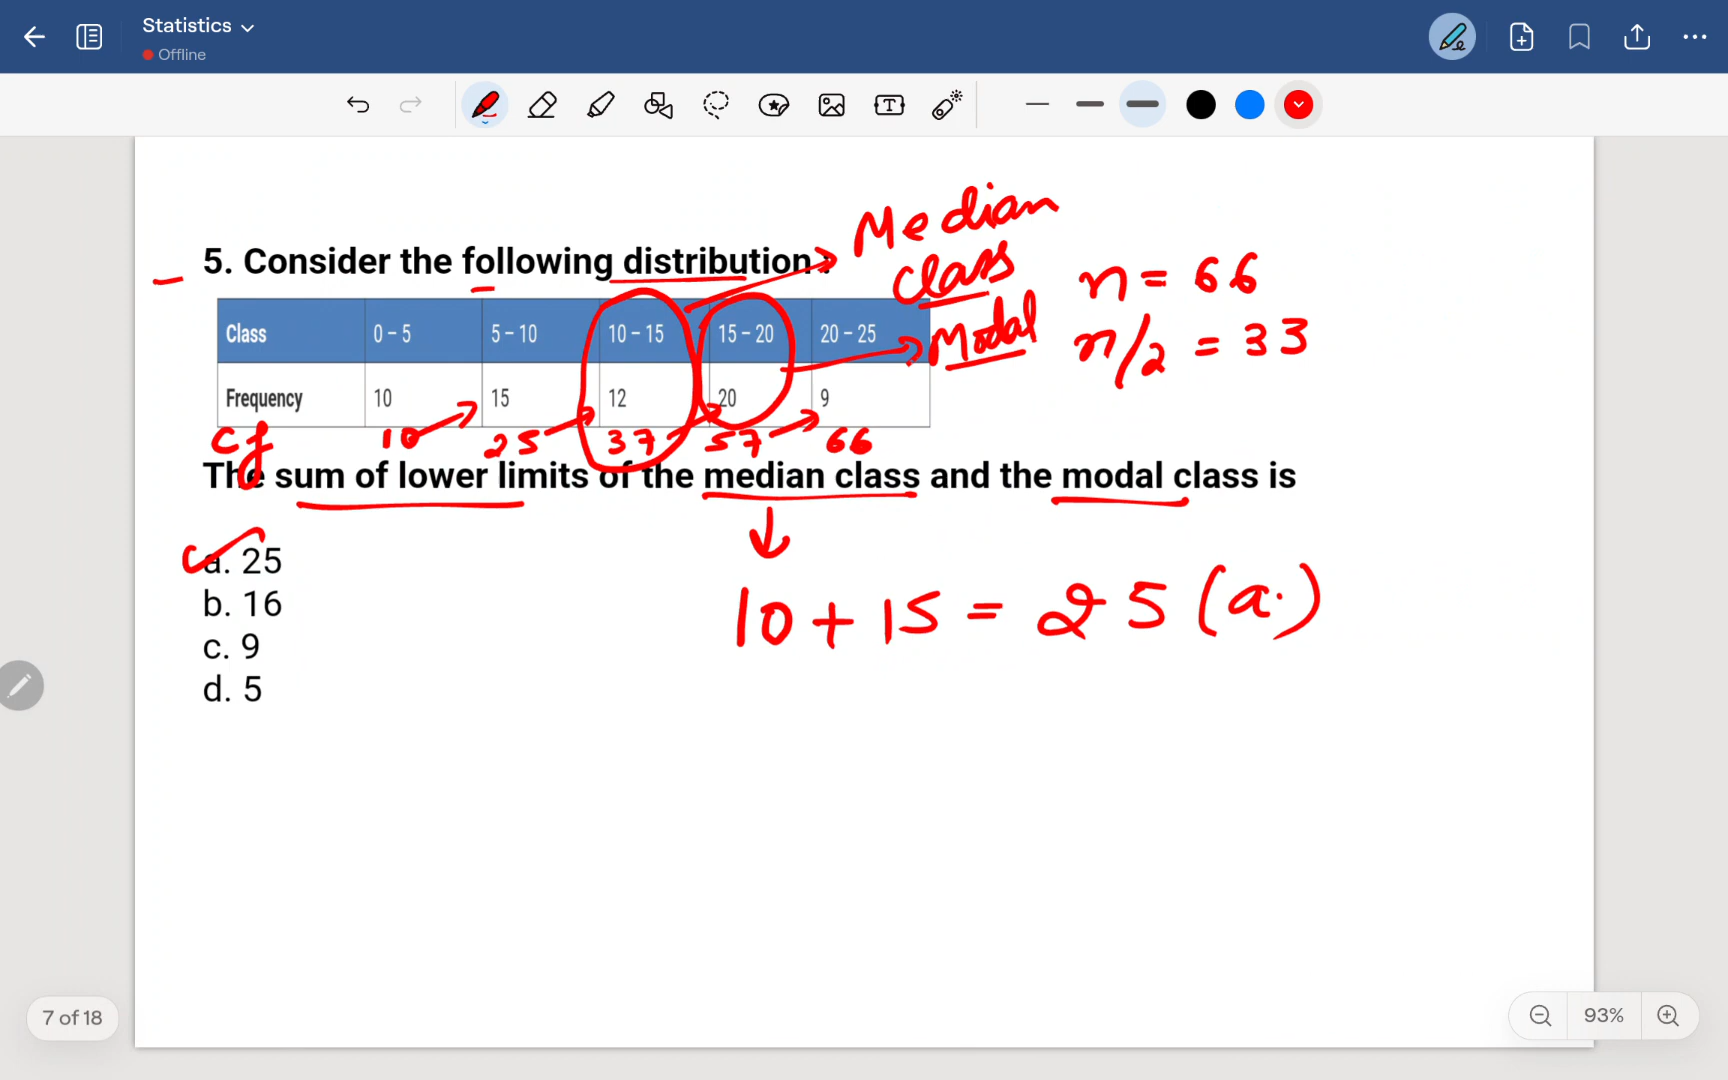 Statistics
Offline
Median
class
5. Consider the following distribution :
n = 66
Modal
Class 0 – 5 5 – 10 10 – 15 15 – 20 20 – 25
n/2 = 33
Frequency 10 15 12 20 9
cf 10 25 37 57 66
The sum of lower limits of the median class and the modal class is
a. 25
b. 16
10 + 15 = 25 (a.)
c. 9
d. 5
7 of 18
93%